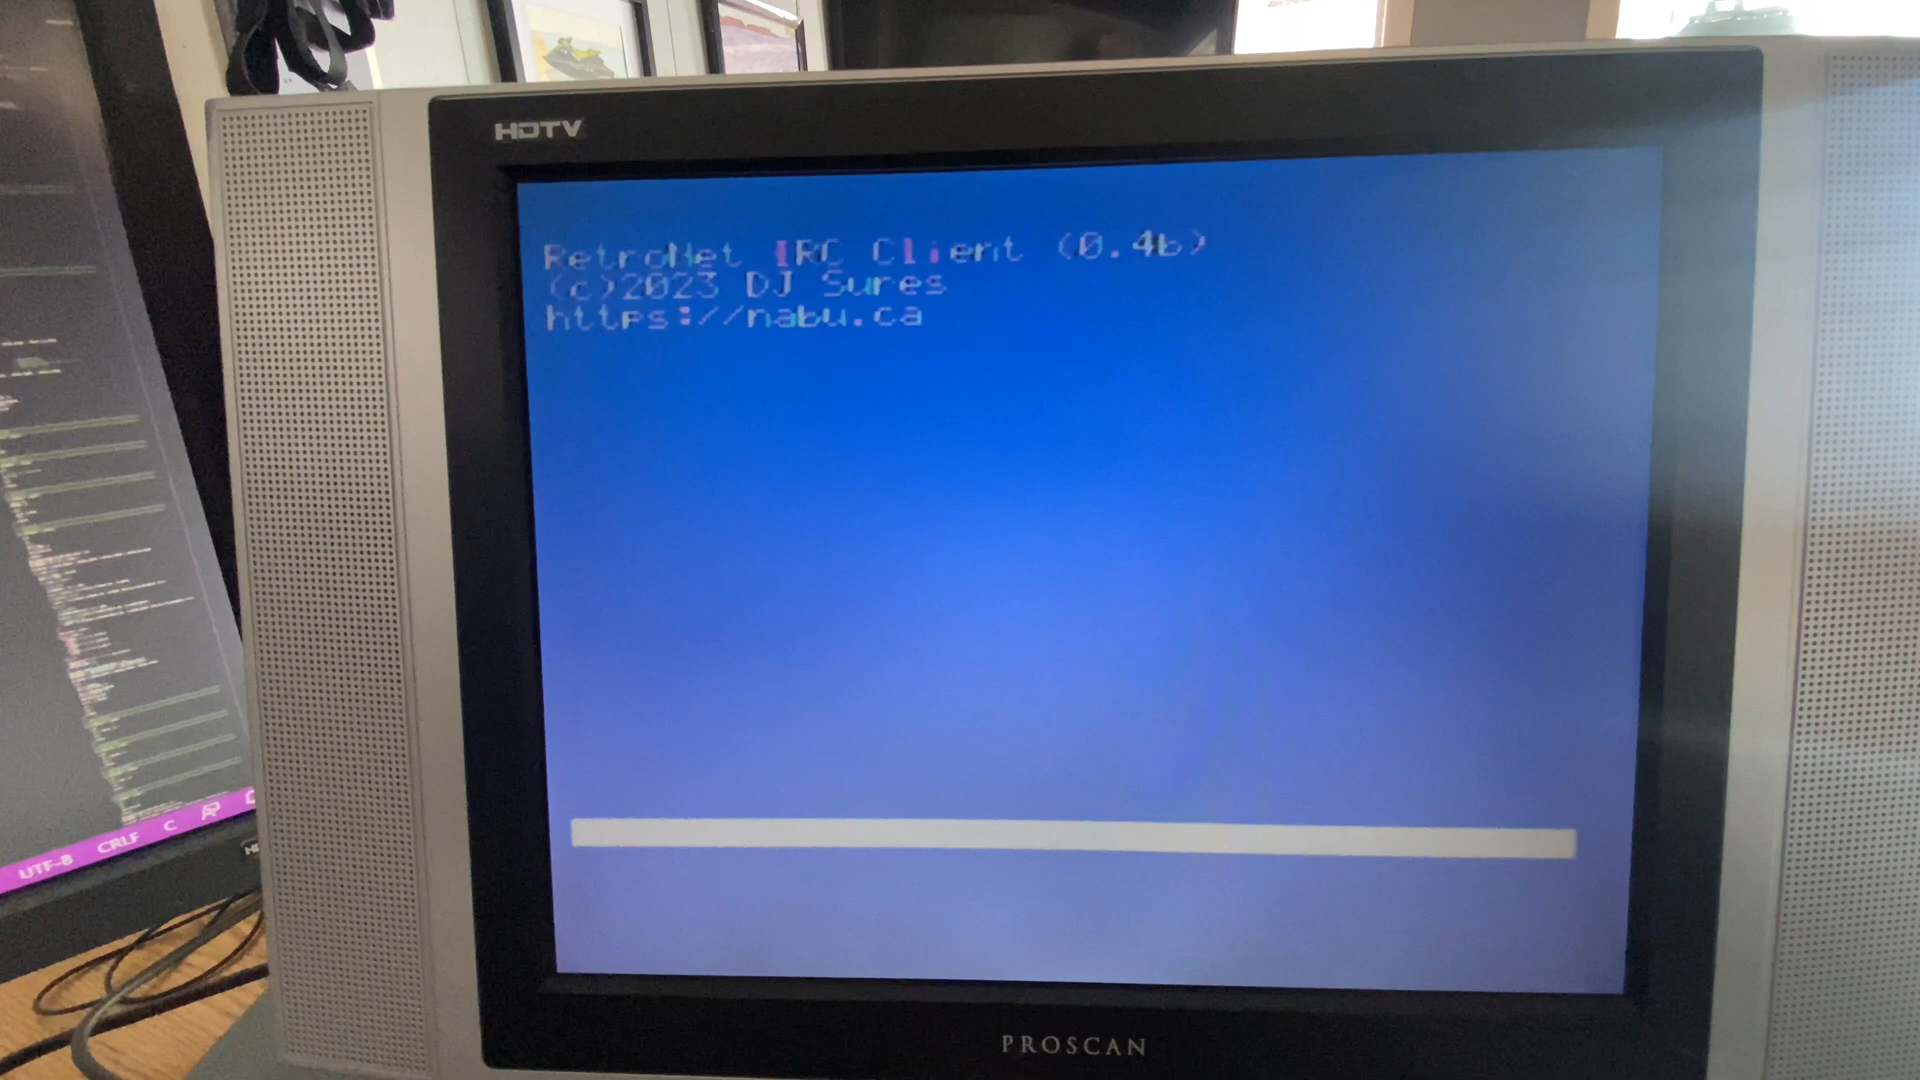 HDTV
RetroNet IRC Client (0.4b)
(c)2023 DJ Sures
https://nabu.ca
UTF-8 CRLF C
PROSCAN